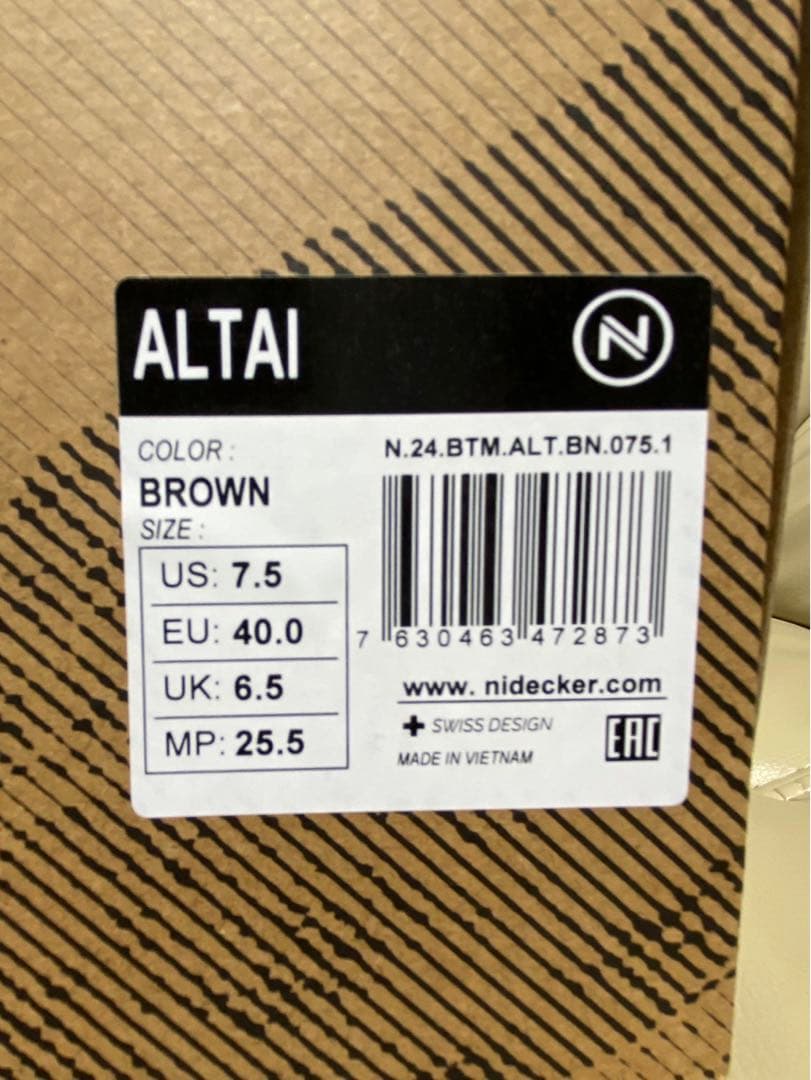 ALTAI
N
COLOR :
BROWN
SIZE :
US: 7.5
EU: 40.0
UK: 6.5
MP: 25.5
N.24.BTM.ALT.BN.075.1
7 630463 472873
www. nidecker.com
SWISS DESIGN
MADE IN VIETNAM
EAC